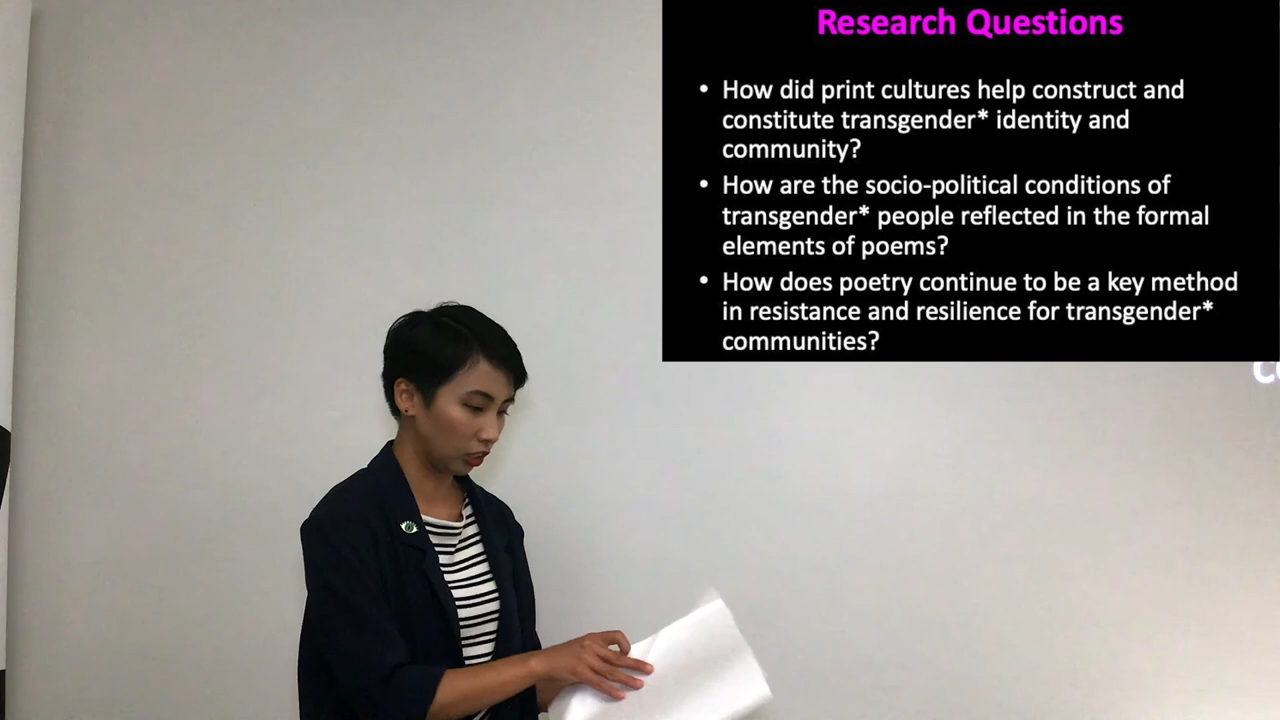 Research Questions
• How did print cultures help construct and
constitute transgender* identity and
community?
• How are the socio-political conditions of
transgender* people reflected in the formal
elements of poems?
• How does poetry continue to be a key method
in resistance and resilience for transgender*
communities?